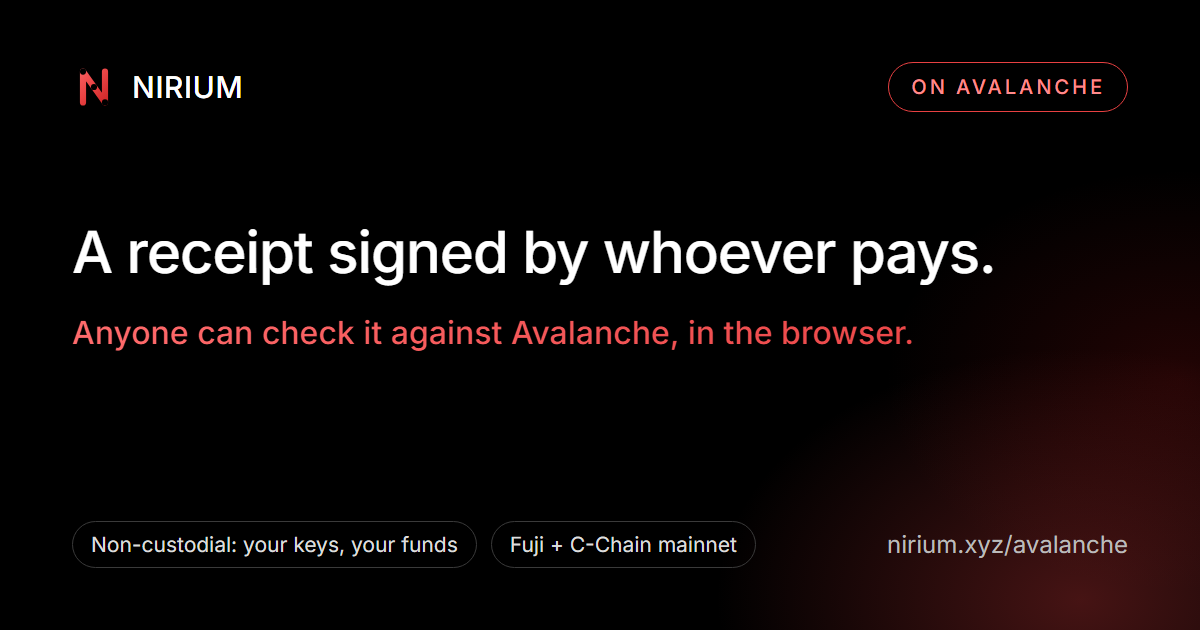 NIRIUM
ON AVALANCHE
A receipt signed by whoever pays.
Anyone can check it against Avalanche, in the browser.
Non-custodial: your keys, your funds
Fuji + C-Chain mainnet
nirium.xyz/avalanche